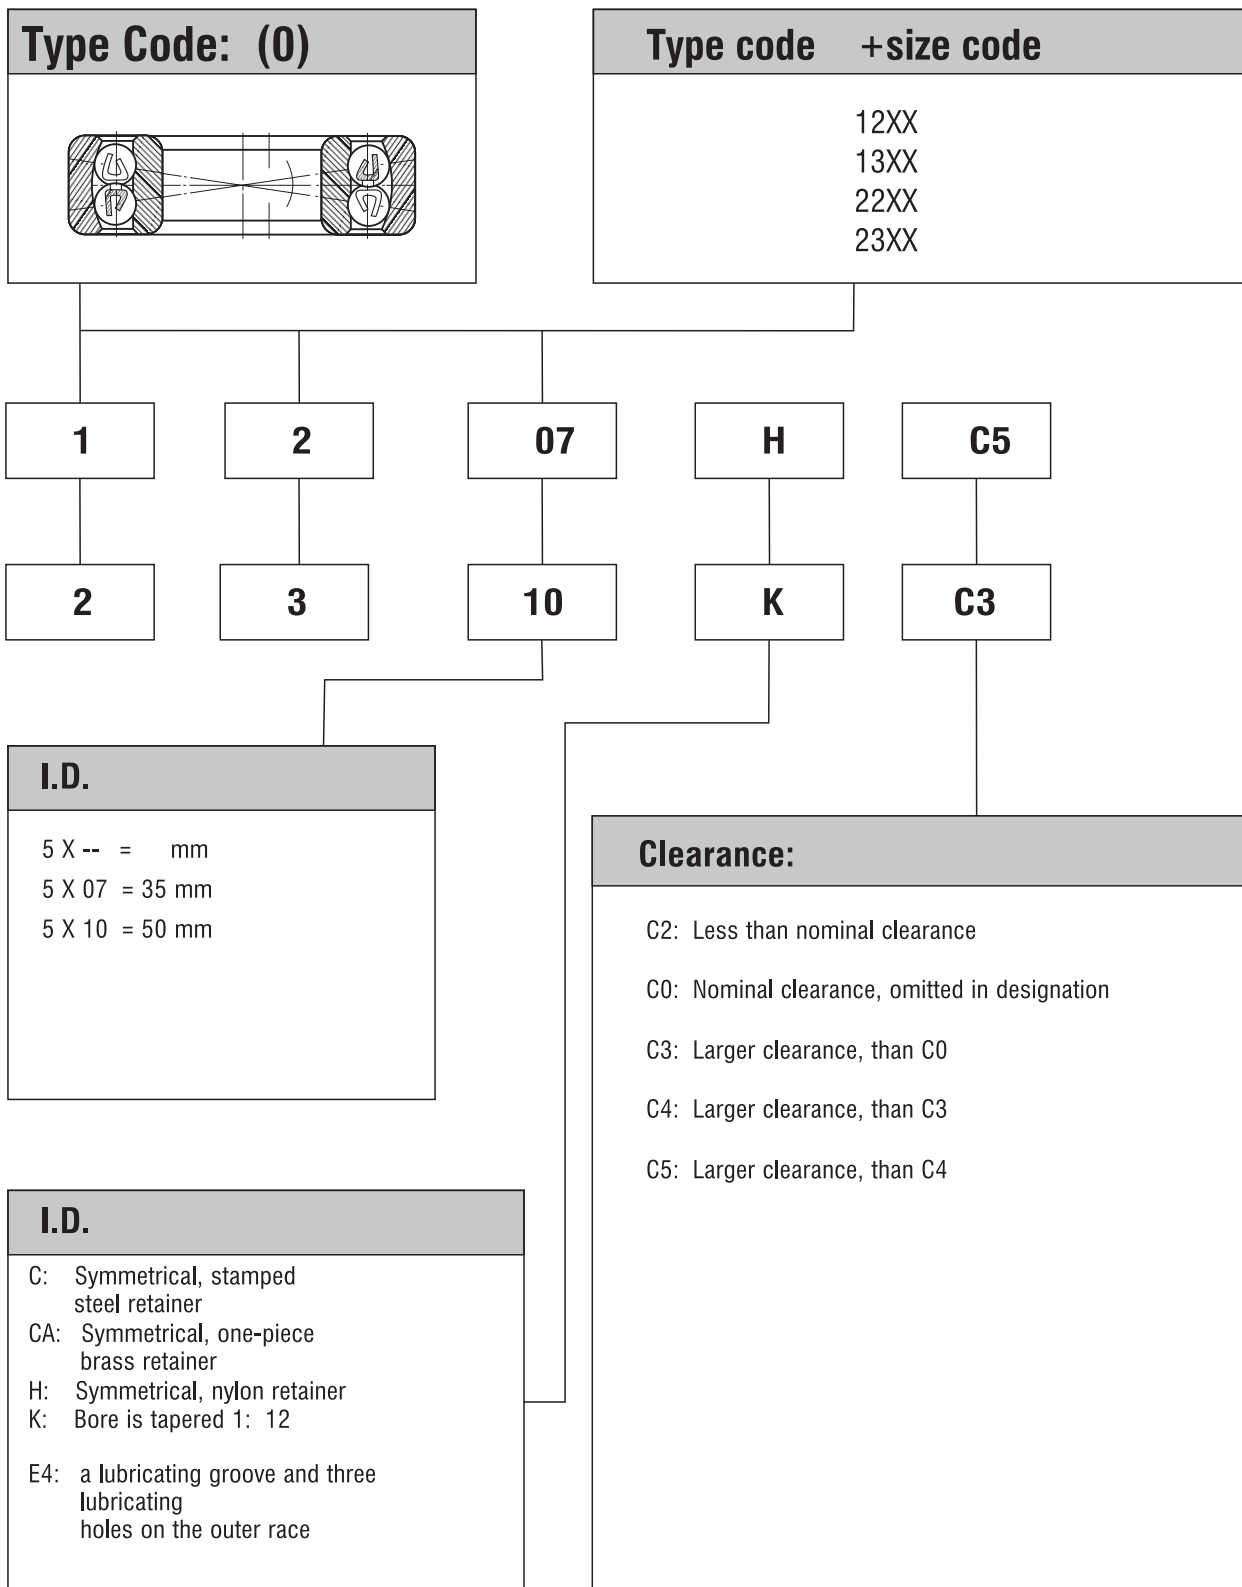 Type Code: (0)
Type code +size code
12XX
13XX
22XX
23XX
1 2 07 H C5
2 3 10 K C3
I.D.
5 X -- = mm
5 X 07 = 35 mm
5 X 10 = 50 mm
Clearance:
C2: Less than nominal clearance
C0: Nominal clearance, omitted in designation
C3: Larger clearance, than C0
C4: Larger clearance, than C3
C5: Larger clearance, than C4
I.D.
C: Symmetrical, stamped
steel retainer
CA: Symmetrical, one-piece
brass retainer
H: Symmetrical, nylon retainer
K: Bore is tapered 1: 12
E4: a lubricating groove and three
lubricating
holes on the outer race